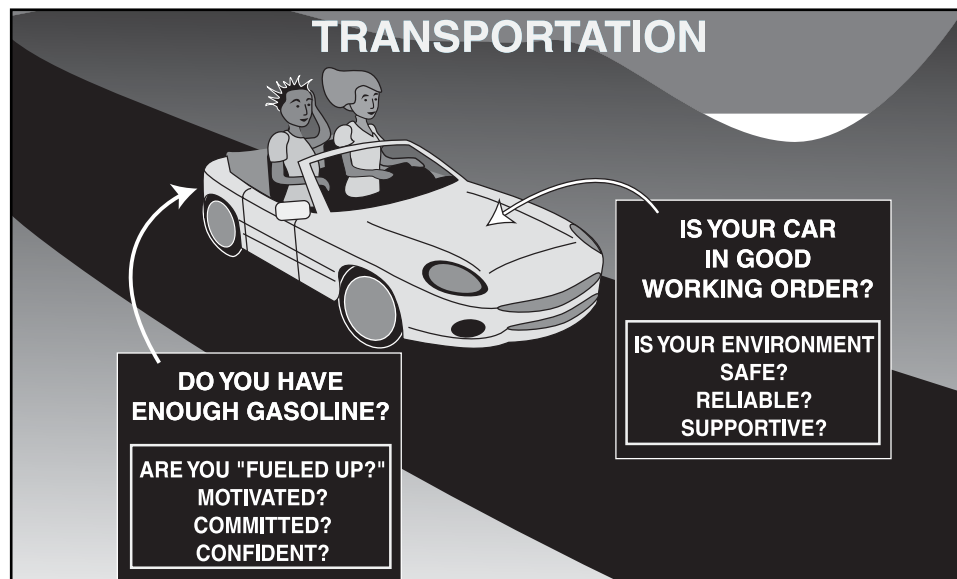 TRANSPORTATION
IS YOUR CAR
IN GOOD
WORKING ORDER?
IS YOUR ENVIRONMENT
SAFE?
RELIABLE?
SUPPORTIVE?
DO YOU HAVE
ENOUGH GASOLINE?
ARE YOU "FUELED UP?"
MOTIVATED?
COMMITTED?
CONFIDENT?